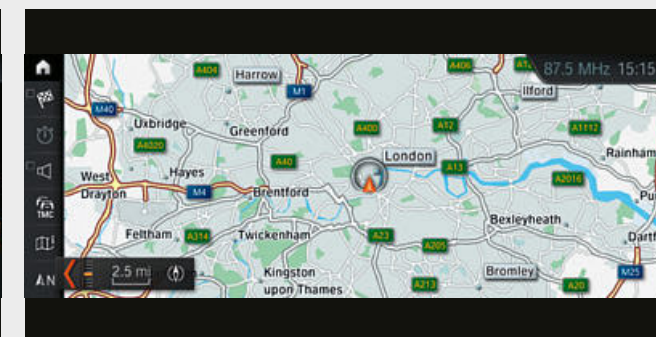 A404
A406
87.5 MHz 15:15
Harrow
M1
Ilford
M40
Uxbridge
Greenford
A400
A12
A1112
A4020
London
Rainham
West
Drayton
Hayes
A40
A13
M4
Brentford
A2016
Bexleyheath
Feltham
A314
Twickenham
A23
A205
TMC
2.5 mi
Kingston
upon Thames
Bromley
M25
A213
A20
N